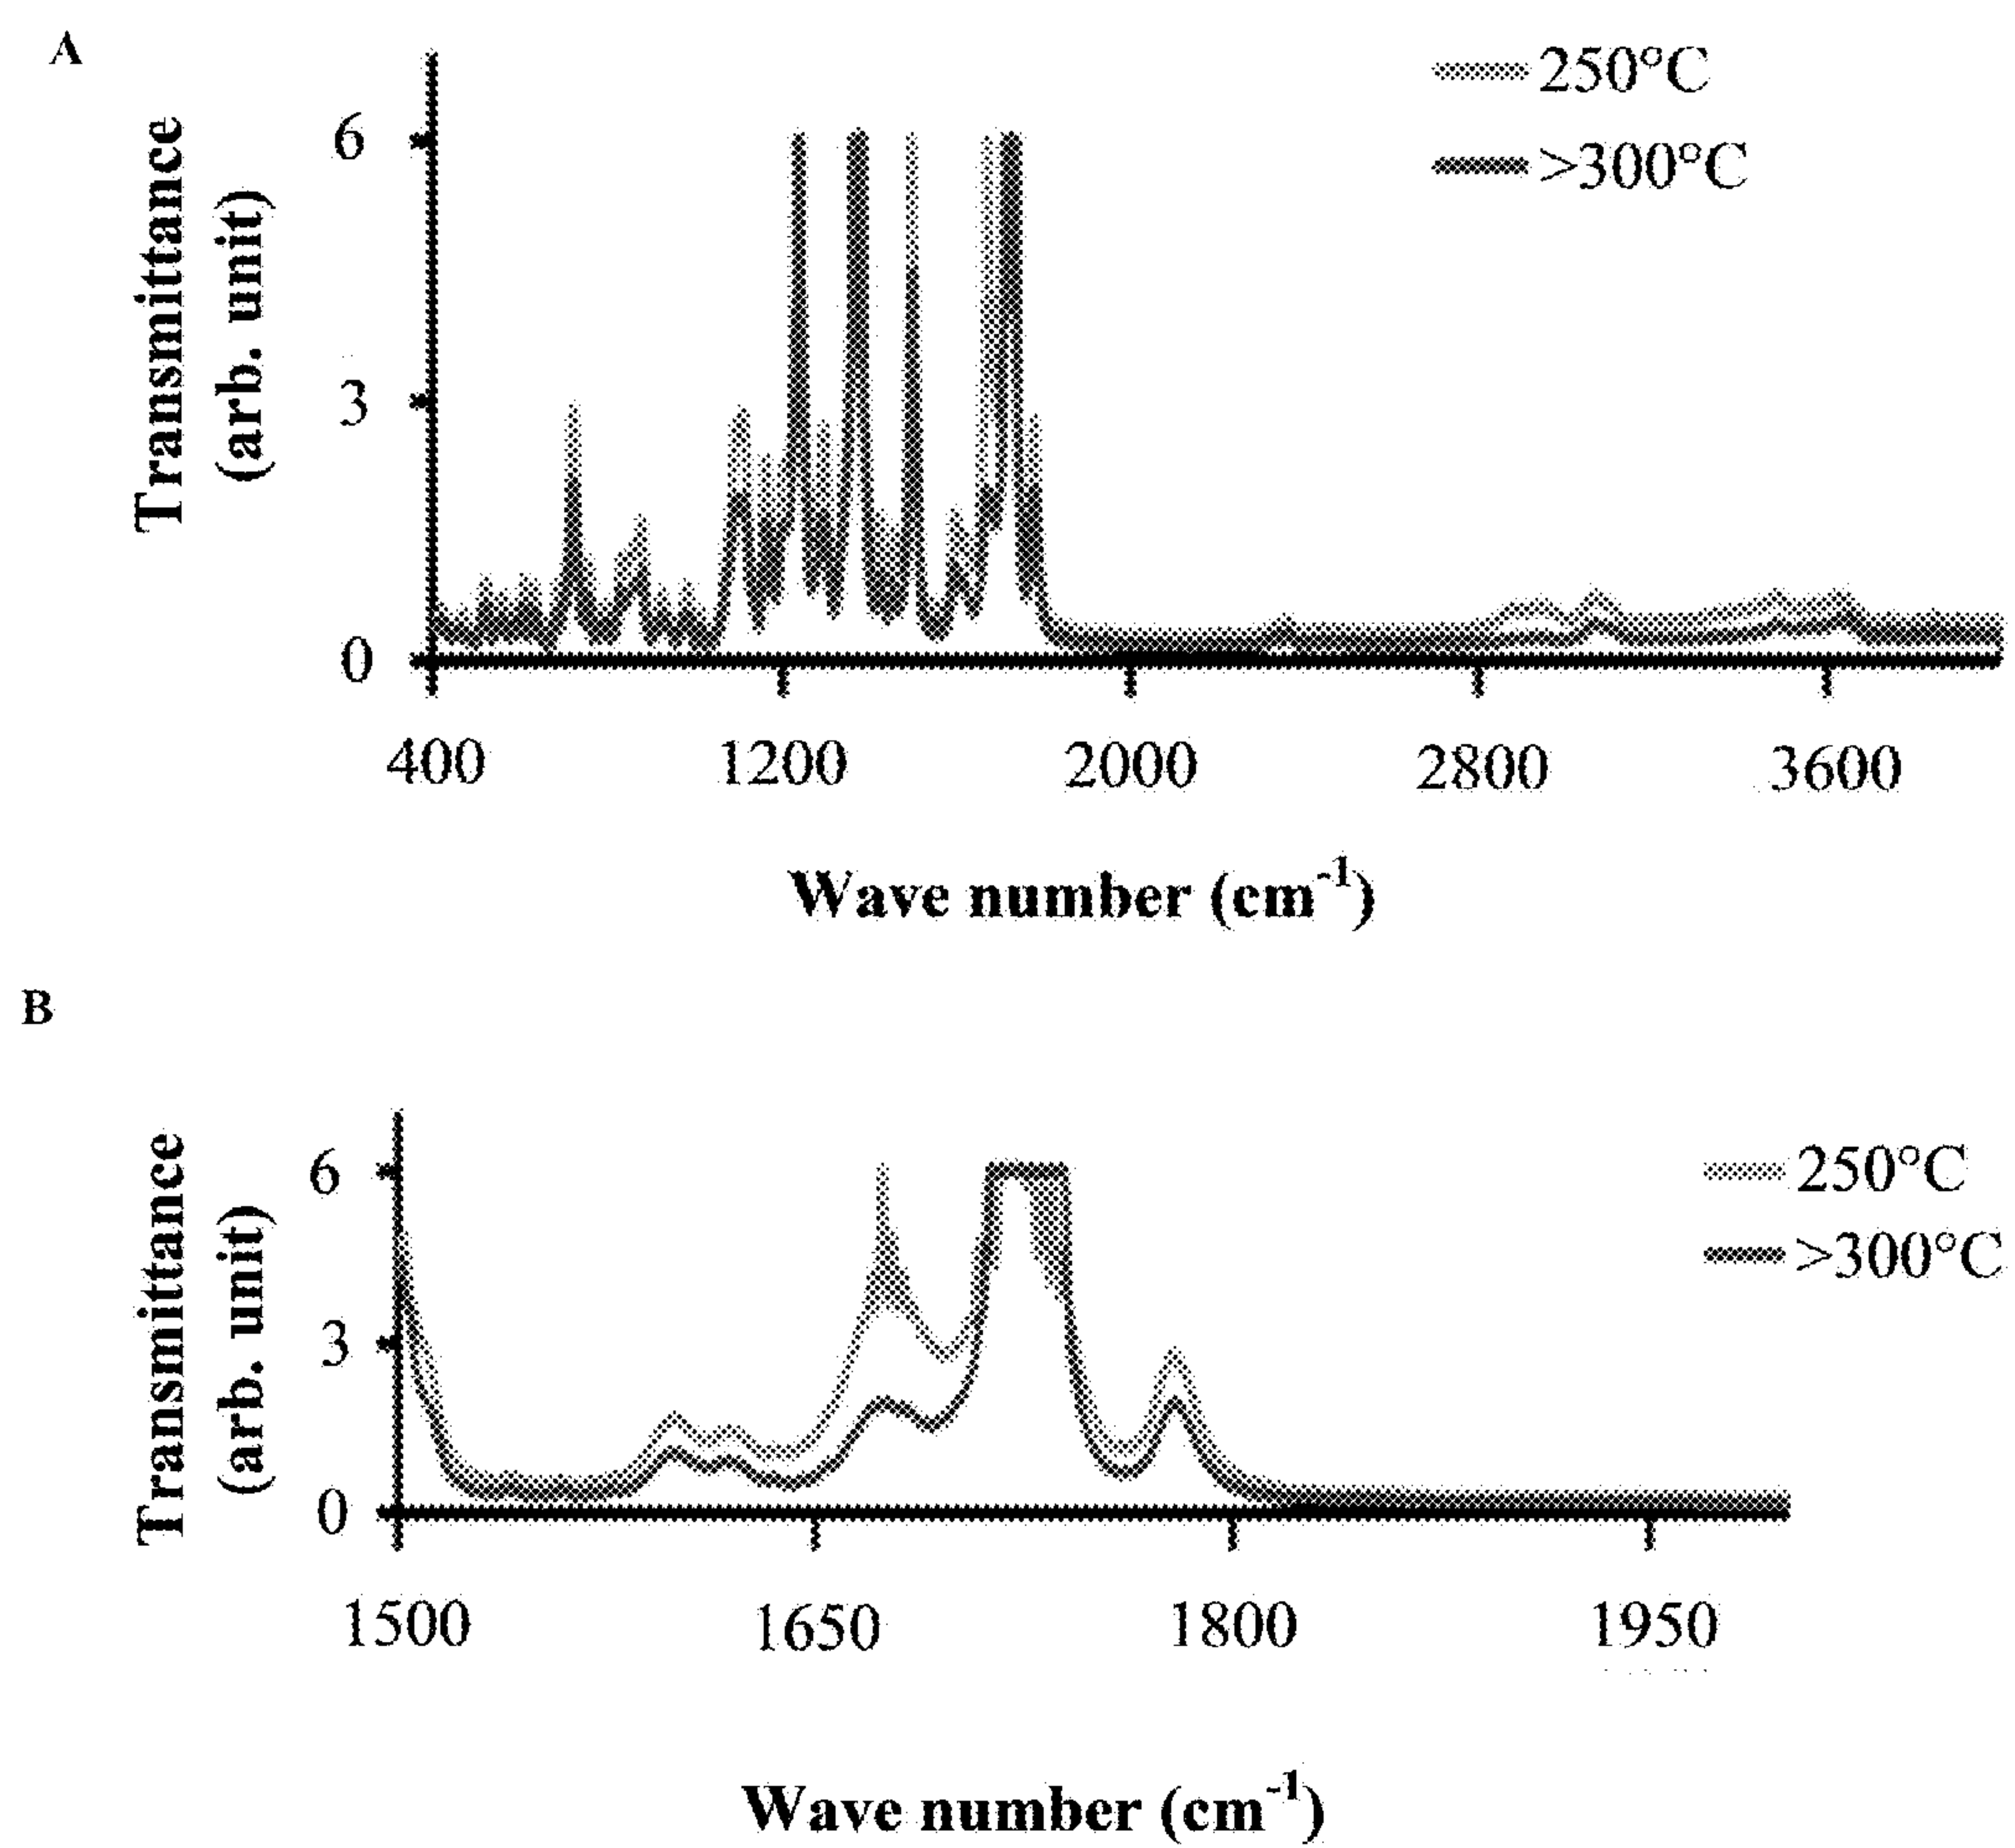 A
250°C
>300°C
Transmittance
(arb. unit)
6
3
0
400 1200 2000 2800 3600
Wave number (cm-1)
B
250°C
>300°C
Transmittance
(arb. unit)
6
3
0
1500 1650 1800 1950
Wave number (cm-1)